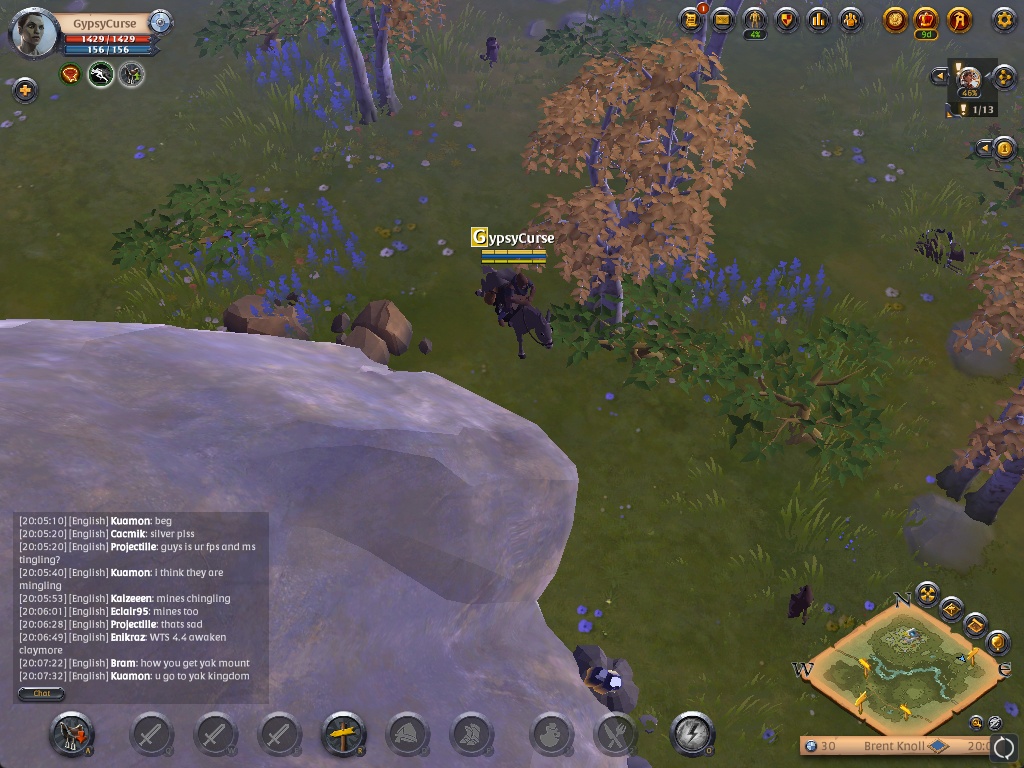 GypsyCurse
1429 / 1429
156 / 156
1
4%
9d
46%
1/13
GypsyCurse
[20:05:10] [English] Kuamon: beg
[20:05:20] [English] Cacmik: silver plss
[20:05:20] [English] Projectille: guys is ur fps and ms
tingling?
[20:05:40] [English] Kuamon: i think they are
mingling
[20:05:53] [English] Kaizeeen: mines chingling
[20:06:01] [English] Eclair95: mines too
[20:06:28] [English] Projectille: thats sad
[20:06:49] [English] Enikraz: WTS 4.4 awaken
claymore
[20:07:22] [English] Bram: how you get yak mount
[20:07:32] [English] Kuamon: u go to yak kingdom
Chat
N
W
E
A
R
30 Brent Knoll